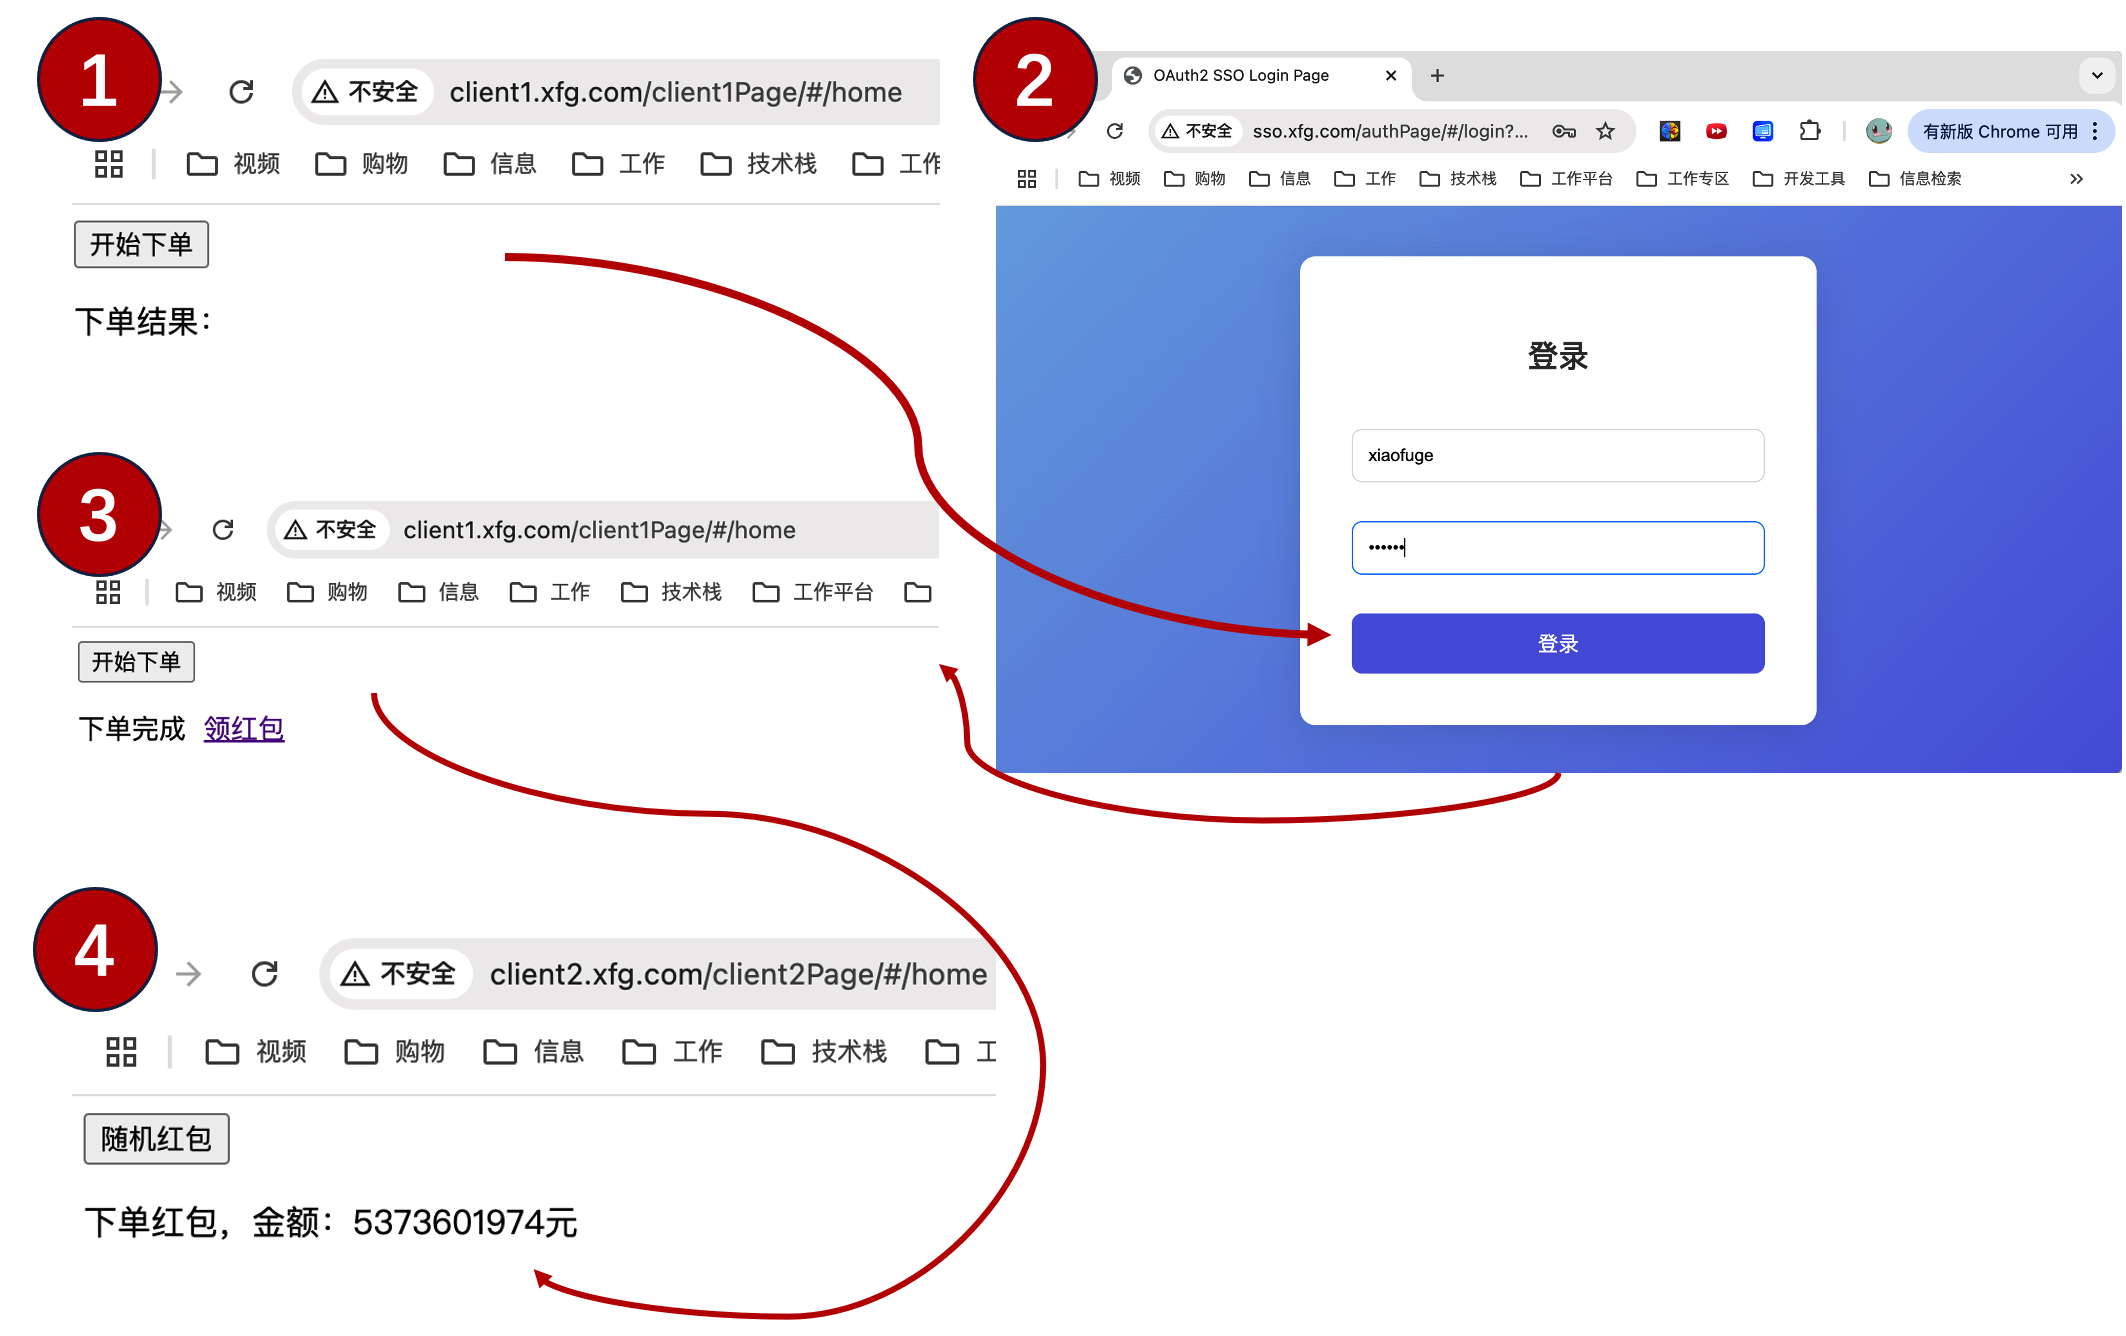 1
不安全 client1.xfg.com/client1Page/#/home
视频 购物 信息 工作 技术栈 工作
开始下单
下单结果：
2
OAuth2 SSO Login Page
不安全 sso.xfg.com/authPage/#/login?... 有新版 Chrome 可用
视频 购物 信息 工作 技术栈 工作平台 工作专区 开发工具 信息检索
登录
xiaofuge
••••••
登录
3
不安全 client1.xfg.com/client1Page/#/home
视频 购物 信息 工作 技术栈 工作平台
开始下单
下单完成 领红包
4
不安全 client2.xfg.com/client2Page/#/home
视频 购物 信息 工作 技术栈 工
随机红包
下单红包，金额：5373601974元